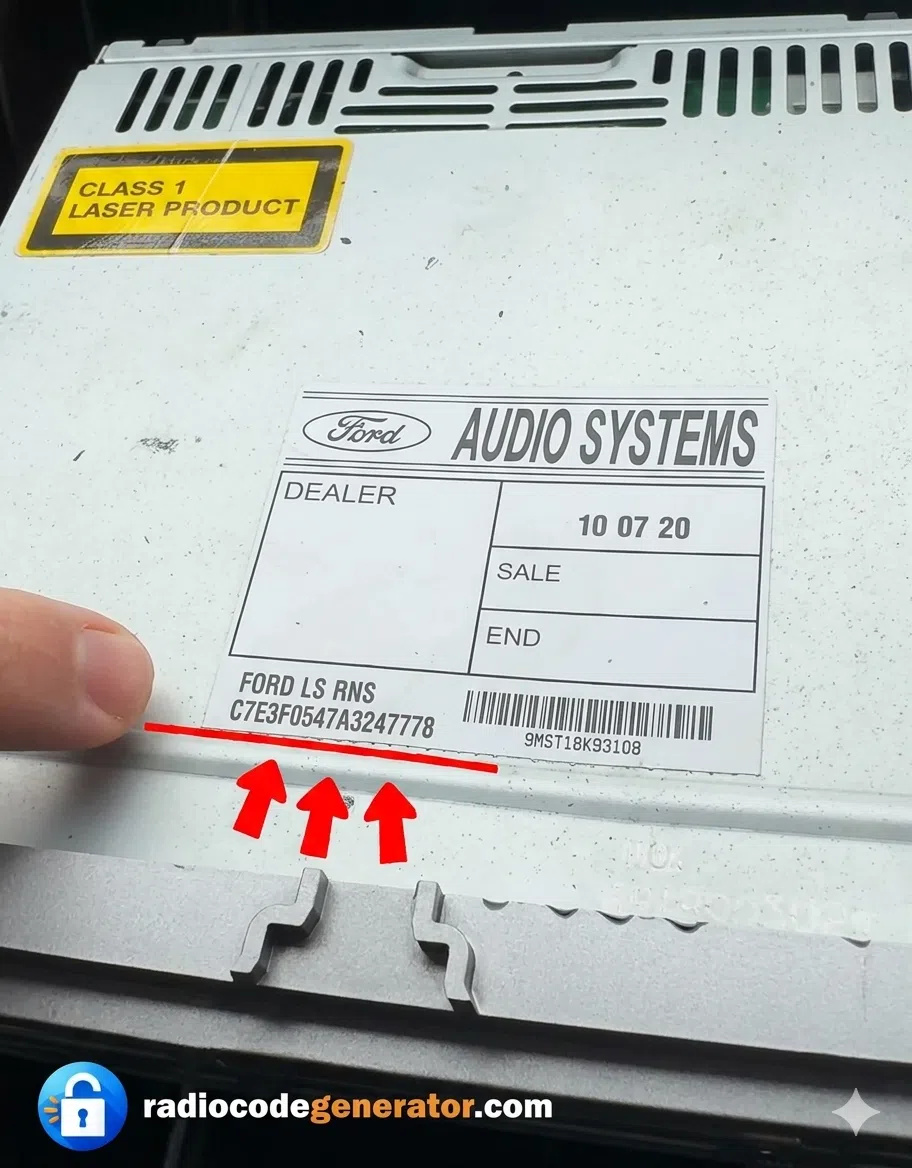 CLASS 1
LASER PRODUCT
Ford AUDIO SYSTEMS
DEALER
10 07 20
SALE
END
FORD LS RNS
C7E3F0547A3247778
9MST18K93108
radiocodegenerator.com